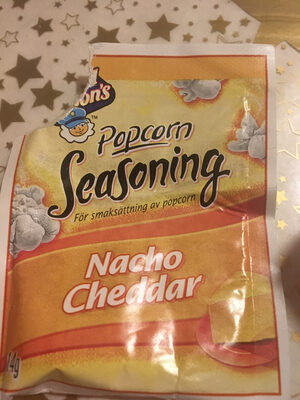 Popcorn
Seasoning
För smaksättning av popcorn
Nacho
Cheddar